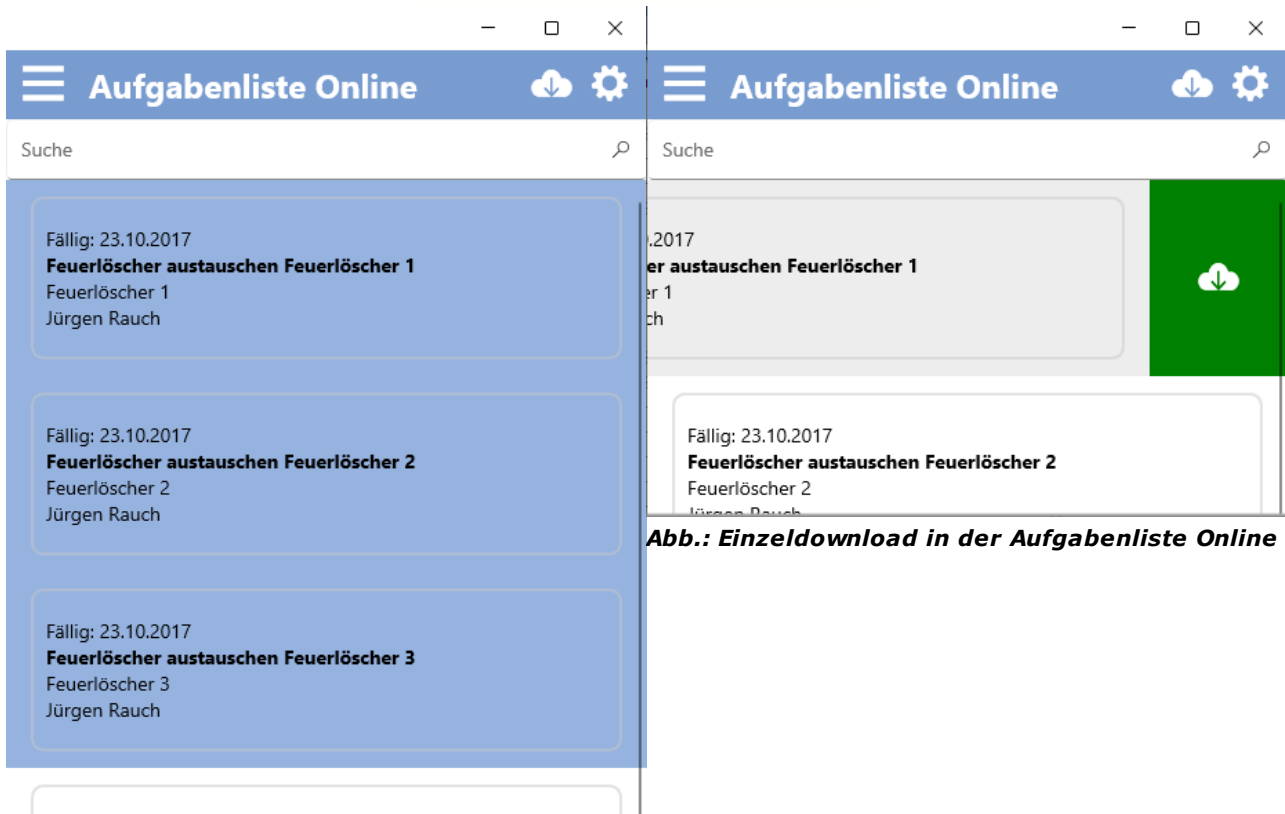 Aufgabenliste Online
Suche
Fällig: 23.10.2017
Feuerlöscher austauschen Feuerlöscher 1
Feuerlöscher 1
Jürgen Rauch
Fällig: 23.10.2017
Feuerlöscher austauschen Feuerlöscher 2
Feuerlöscher 2
Jürgen Rauch
Fällig: 23.10.2017
Feuerlöscher austauschen Feuerlöscher 3
Feuerlöscher 3
Jürgen Rauch
Aufgabenliste Online
Suche
.2017
er austauschen Feuerlöscher 1
er 1
ch
Fällig: 23.10.2017
Feuerlöscher austauschen Feuerlöscher 2
Feuerlöscher 2
Jürgen Rauch
Abb.: Einzeldownload in der Aufgabenliste Online